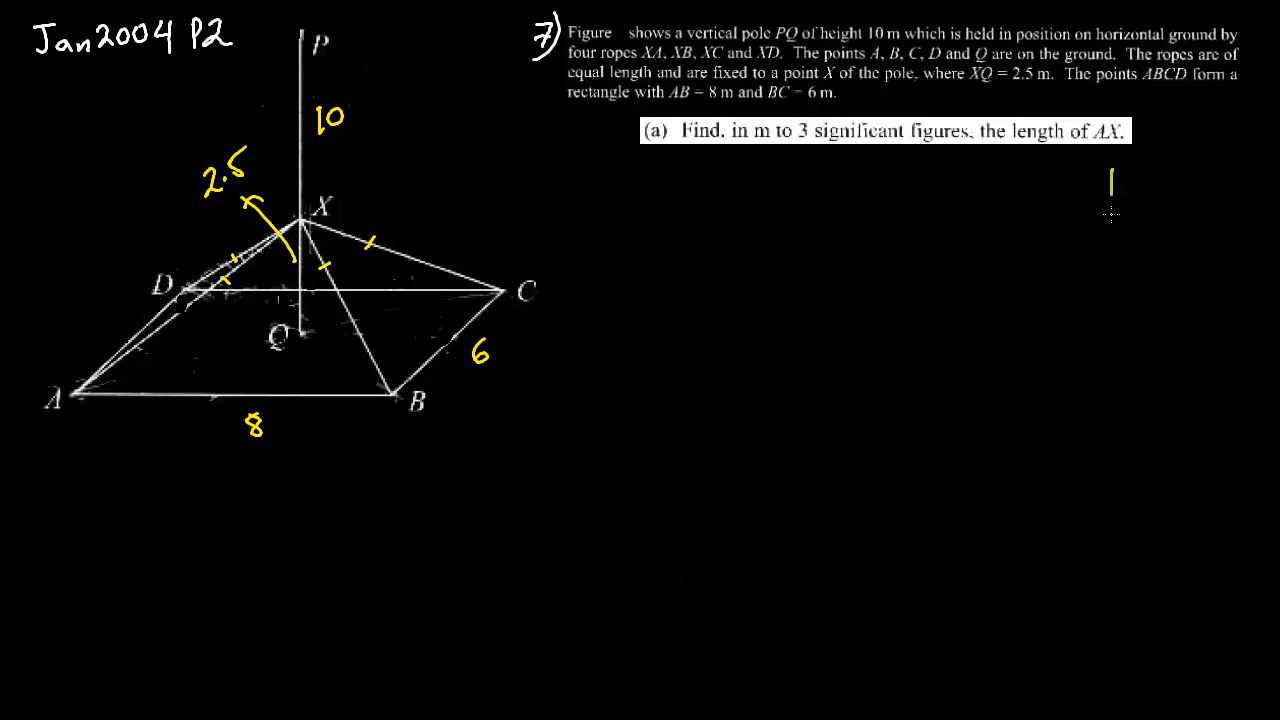 Jan 2004 P2
7)
Figure shows a vertical pole PQ of height 10 m which is held in position on horizontal ground by
four ropes XA, XB, XC and XD. The points A, B, C, D and Q are on the ground. The ropes are of
equal length and are fixed to a point X of the pole, where XQ = 2.5 m. The points ABCD form a
rectangle with AB = 8 m and BC = 6 m.
(a) Find, in m to 3 significant figures, the length of AX.
P
10
2.5
X
D
C
Q
6
A
B
8